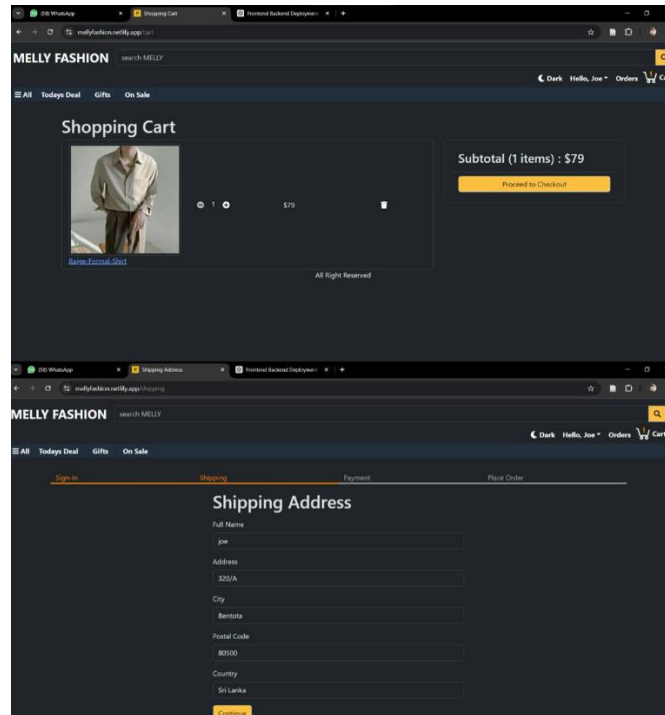 (58) WhatsApp Shopping Cart Frontend Backend Deployment
mellyfashion.netlify.app/cart
MELLY FASHION search MELLY
Dark Hello, Joe Orders 1
All Todays Deal Gifts On Sale
Shopping Cart
Subtotal (1 items) : $79
Proceed to Checkout
1 $79
Baige-Formal-Shirt
All Right Reserved
(58) WhatsApp Shopping Address Frontend Backend Deployment
mellyfashion.netlify.app/shipping
MELLY FASHION search MELLY
Dark Hello, Joe Orders 1 Cart
All Todays Deal Gifts On Sale
Sign-In Shipping Payment Place Order
Shipping Address
Full Name
joe
Address
320/A
City
Bentota
Postal Code
80500
Country
Sri Lanka
Continue